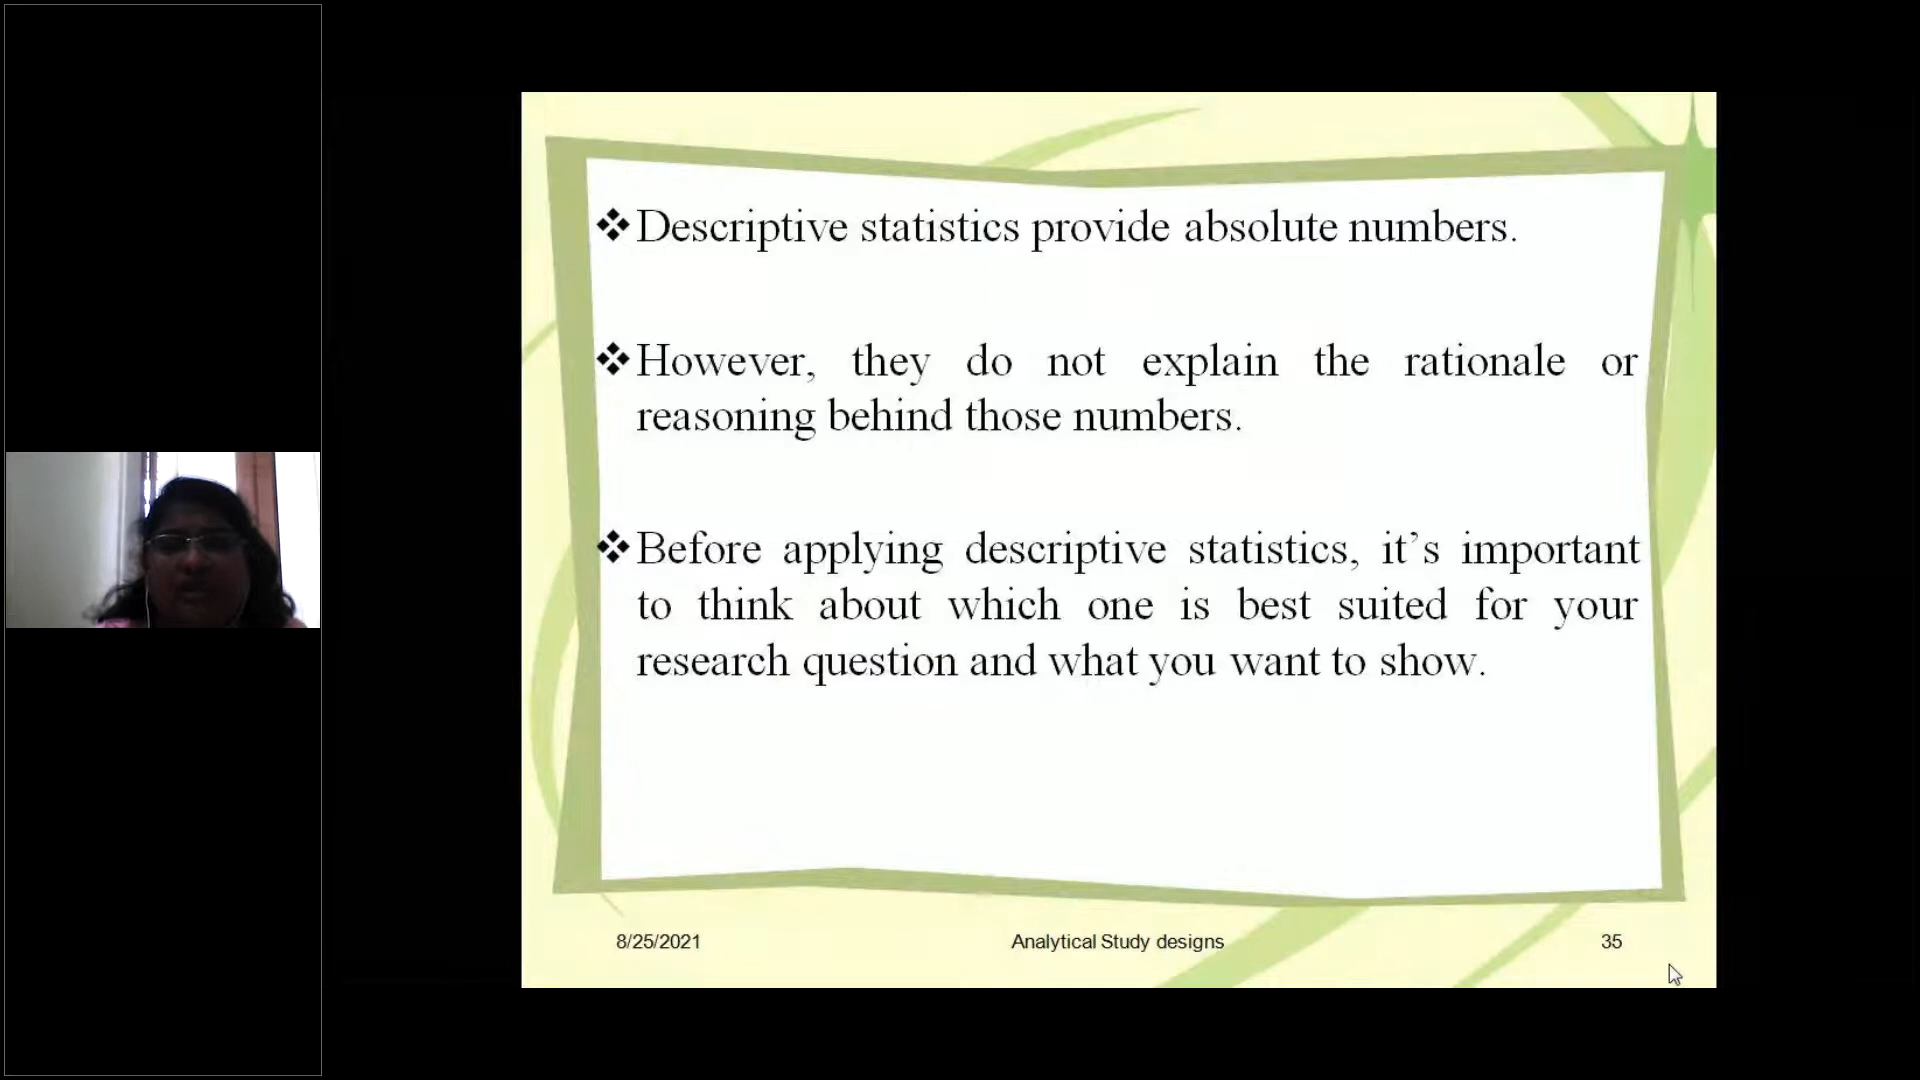 ❖Descriptive statistics provide absolute numbers.
❖However, they do not explain the rationale or
reasoning behind those numbers.
❖Before applying descriptive statistics, it’s important
to think about which one is best suited for your
research question and what you want to show.
8/25/2021 Analytical Study designs 35